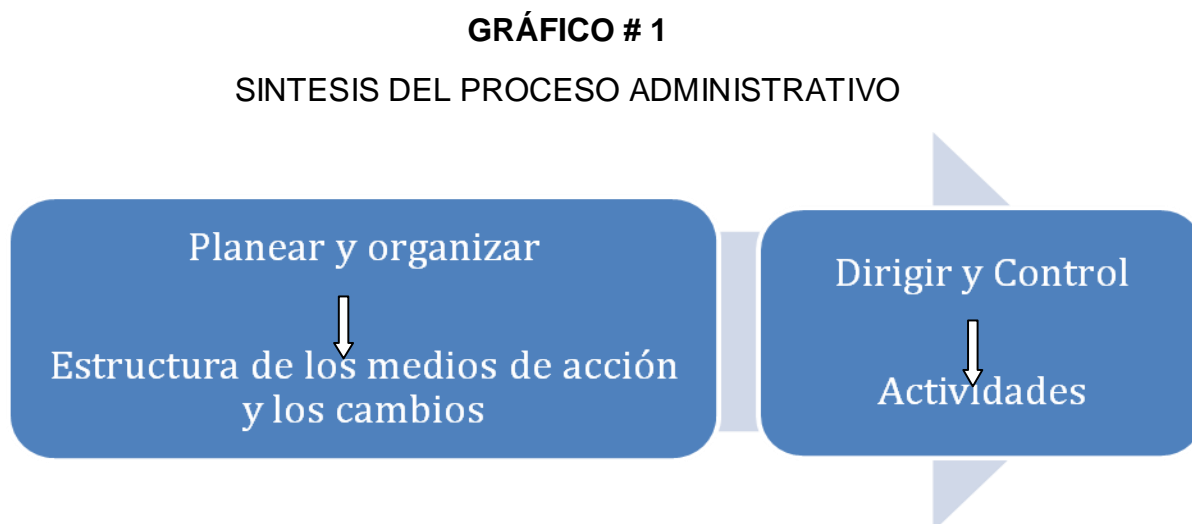 GRÁFICO # 1
SINTESIS DEL PROCESO ADMINISTRATIVO
Planear y organizar
Estructura de los medios de acción
y los cambios
Dirigir y Control
Actividades